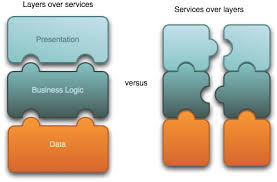 Layers over services
Services over layers
Presentation
Business Logic
versus
Data